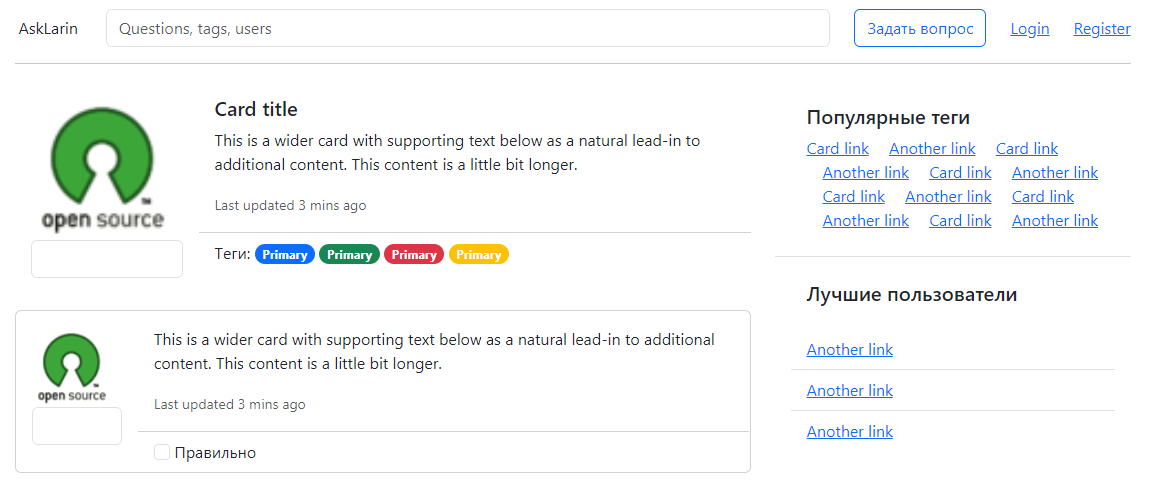 AskLarin Questions, tags, users Задать вопрос Login Register
open source
Card title
This is a wider card with supporting text below as a natural lead-in to
additional content. This content is a little bit longer.
Last updated 3 mins ago
Теги: Primary Primary Primary Primary
open source
This is a wider card with supporting text below as a natural lead-in to additional
content. This content is a little bit longer.
Last updated 3 mins ago
Правильно
Популярные теги
Card link Another link Card link
Another link Card link Another link
Card link Another link Card link
Another link Card link Another link
Лучшие пользователи
Another link
Another link
Another link